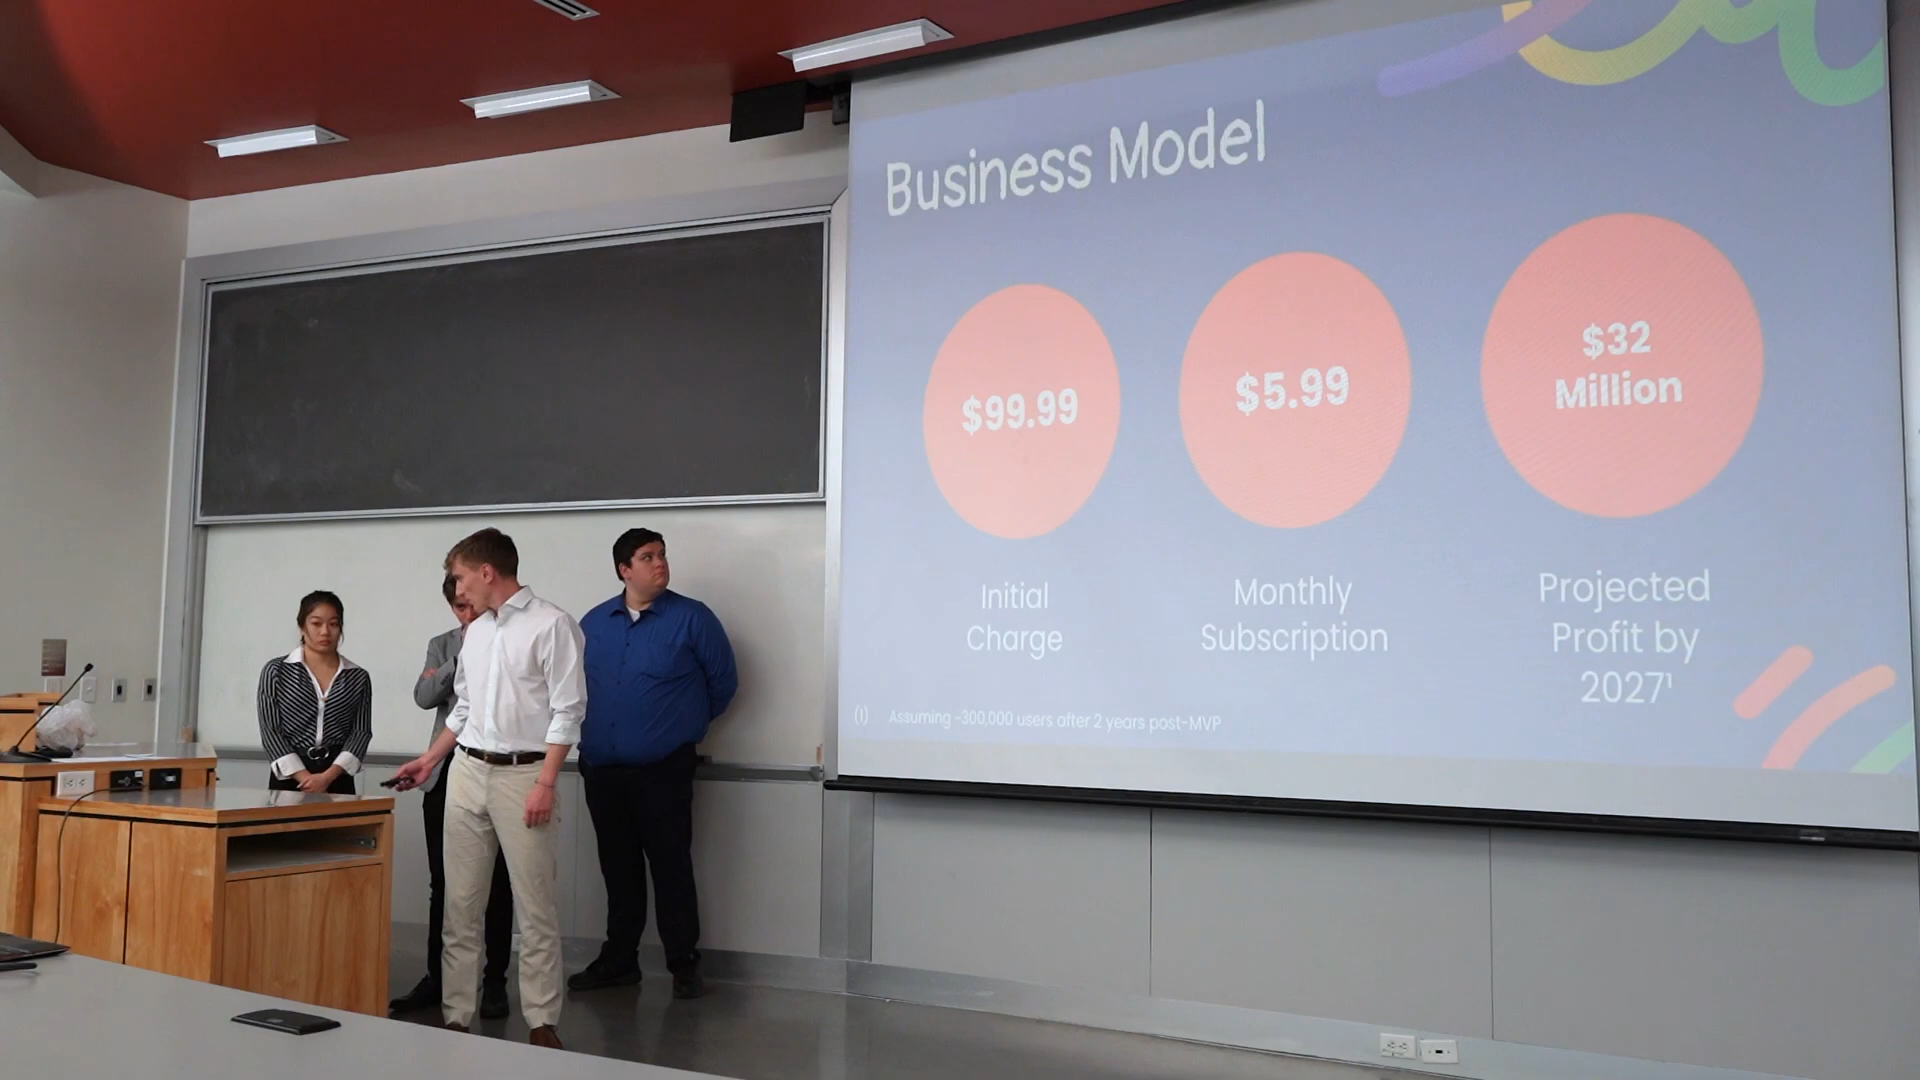 Business Model
$99.99
$5.99
$32
Million
Initial
Charge
Monthly
Subscription
Projected
Profit by
2027¹
(1) Assuming ~300,000 users after 2 years post-MVP